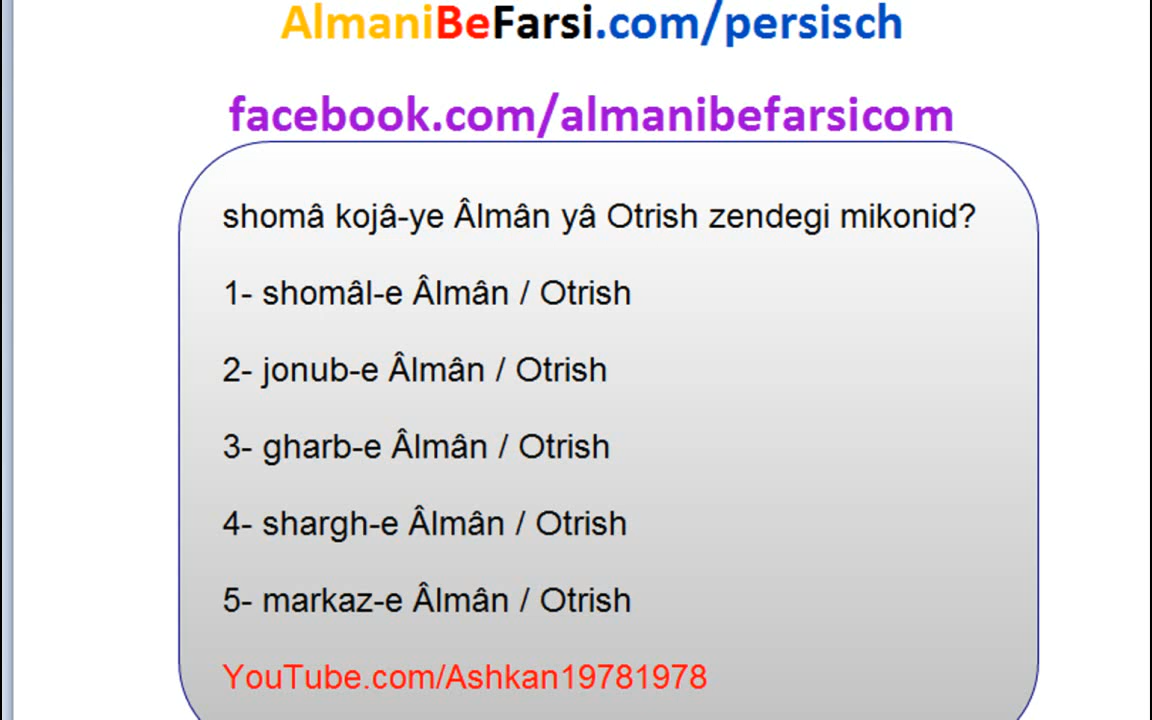 AlmaniBeFarsi.com/persisch
facebook.com/almanibefarsicom
shomâ kojâ-ye Âlmân yâ Otrish zendegi mikonid?
1- shomâl-e Âlmân / Otrish
2- jonub-e Âlmân / Otrish
3- gharb-e Âlmân / Otrish
4- shargh-e Âlmân / Otrish
5- markaz-e Âlmân / Otrish
YouTube.com/Ashkan19781978